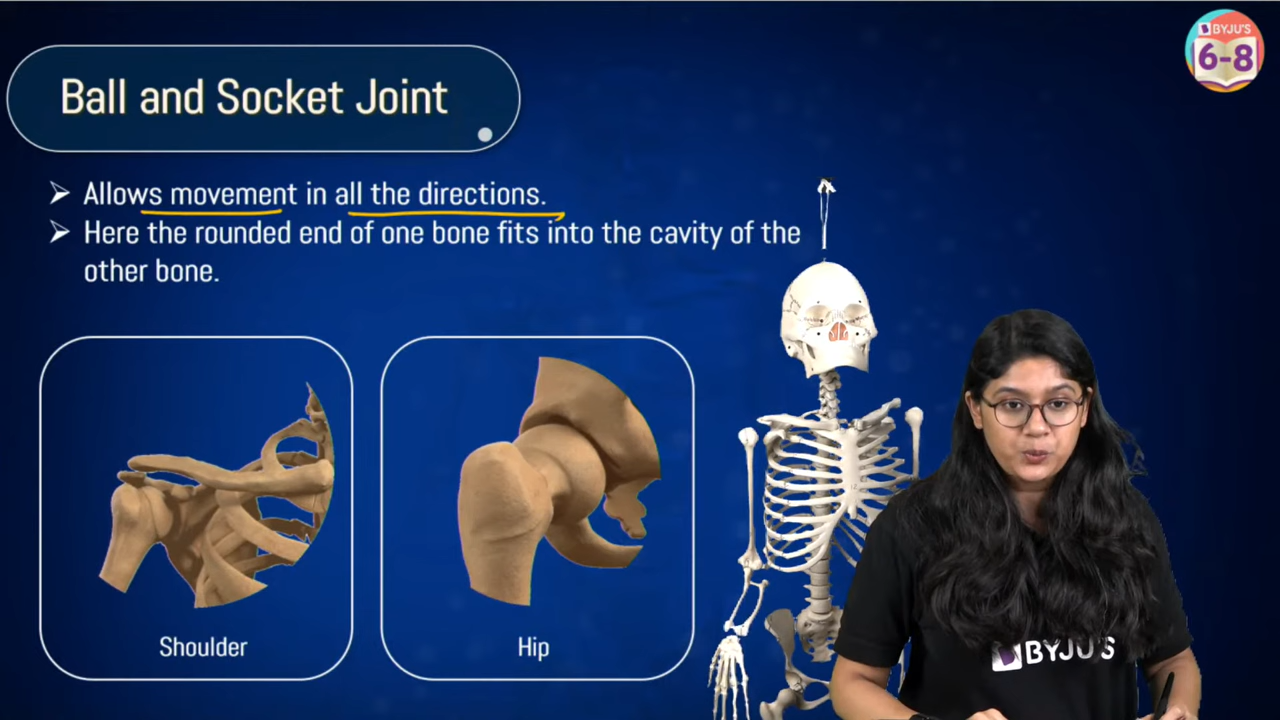 BYJU'S
6-8
Ball and Socket Joint
Allows movement in all the directions.
Here the rounded end of one bone fits into the cavity of the
other bone.
Shoulder
Hip
BYJU'S